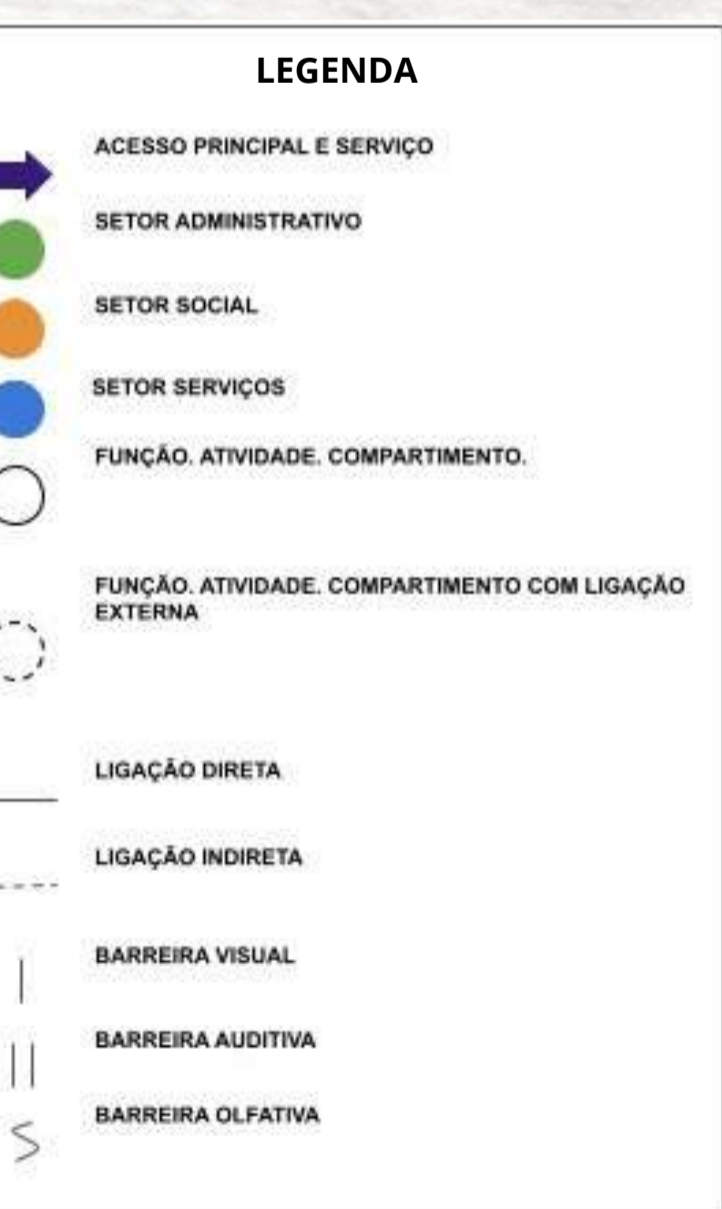 LEGENDA
ACESSO PRINCIPAL E SERVIÇO
SETOR ADMINISTRATIVO
SETOR SOCIAL
SETOR SERVIÇOS
FUNÇÃO. ATIVIDADE. COMPARTIMENTO.
FUNÇÃO. ATIVIDADE. COMPARTIMENTO COM LIGAÇÃO
EXTERNA
LIGAÇÃO DIRETA
LIGAÇÃO INDIRETA
BARREIRA VISUAL
BARREIRA AUDITIVA
BARREIRA OLFATIVA